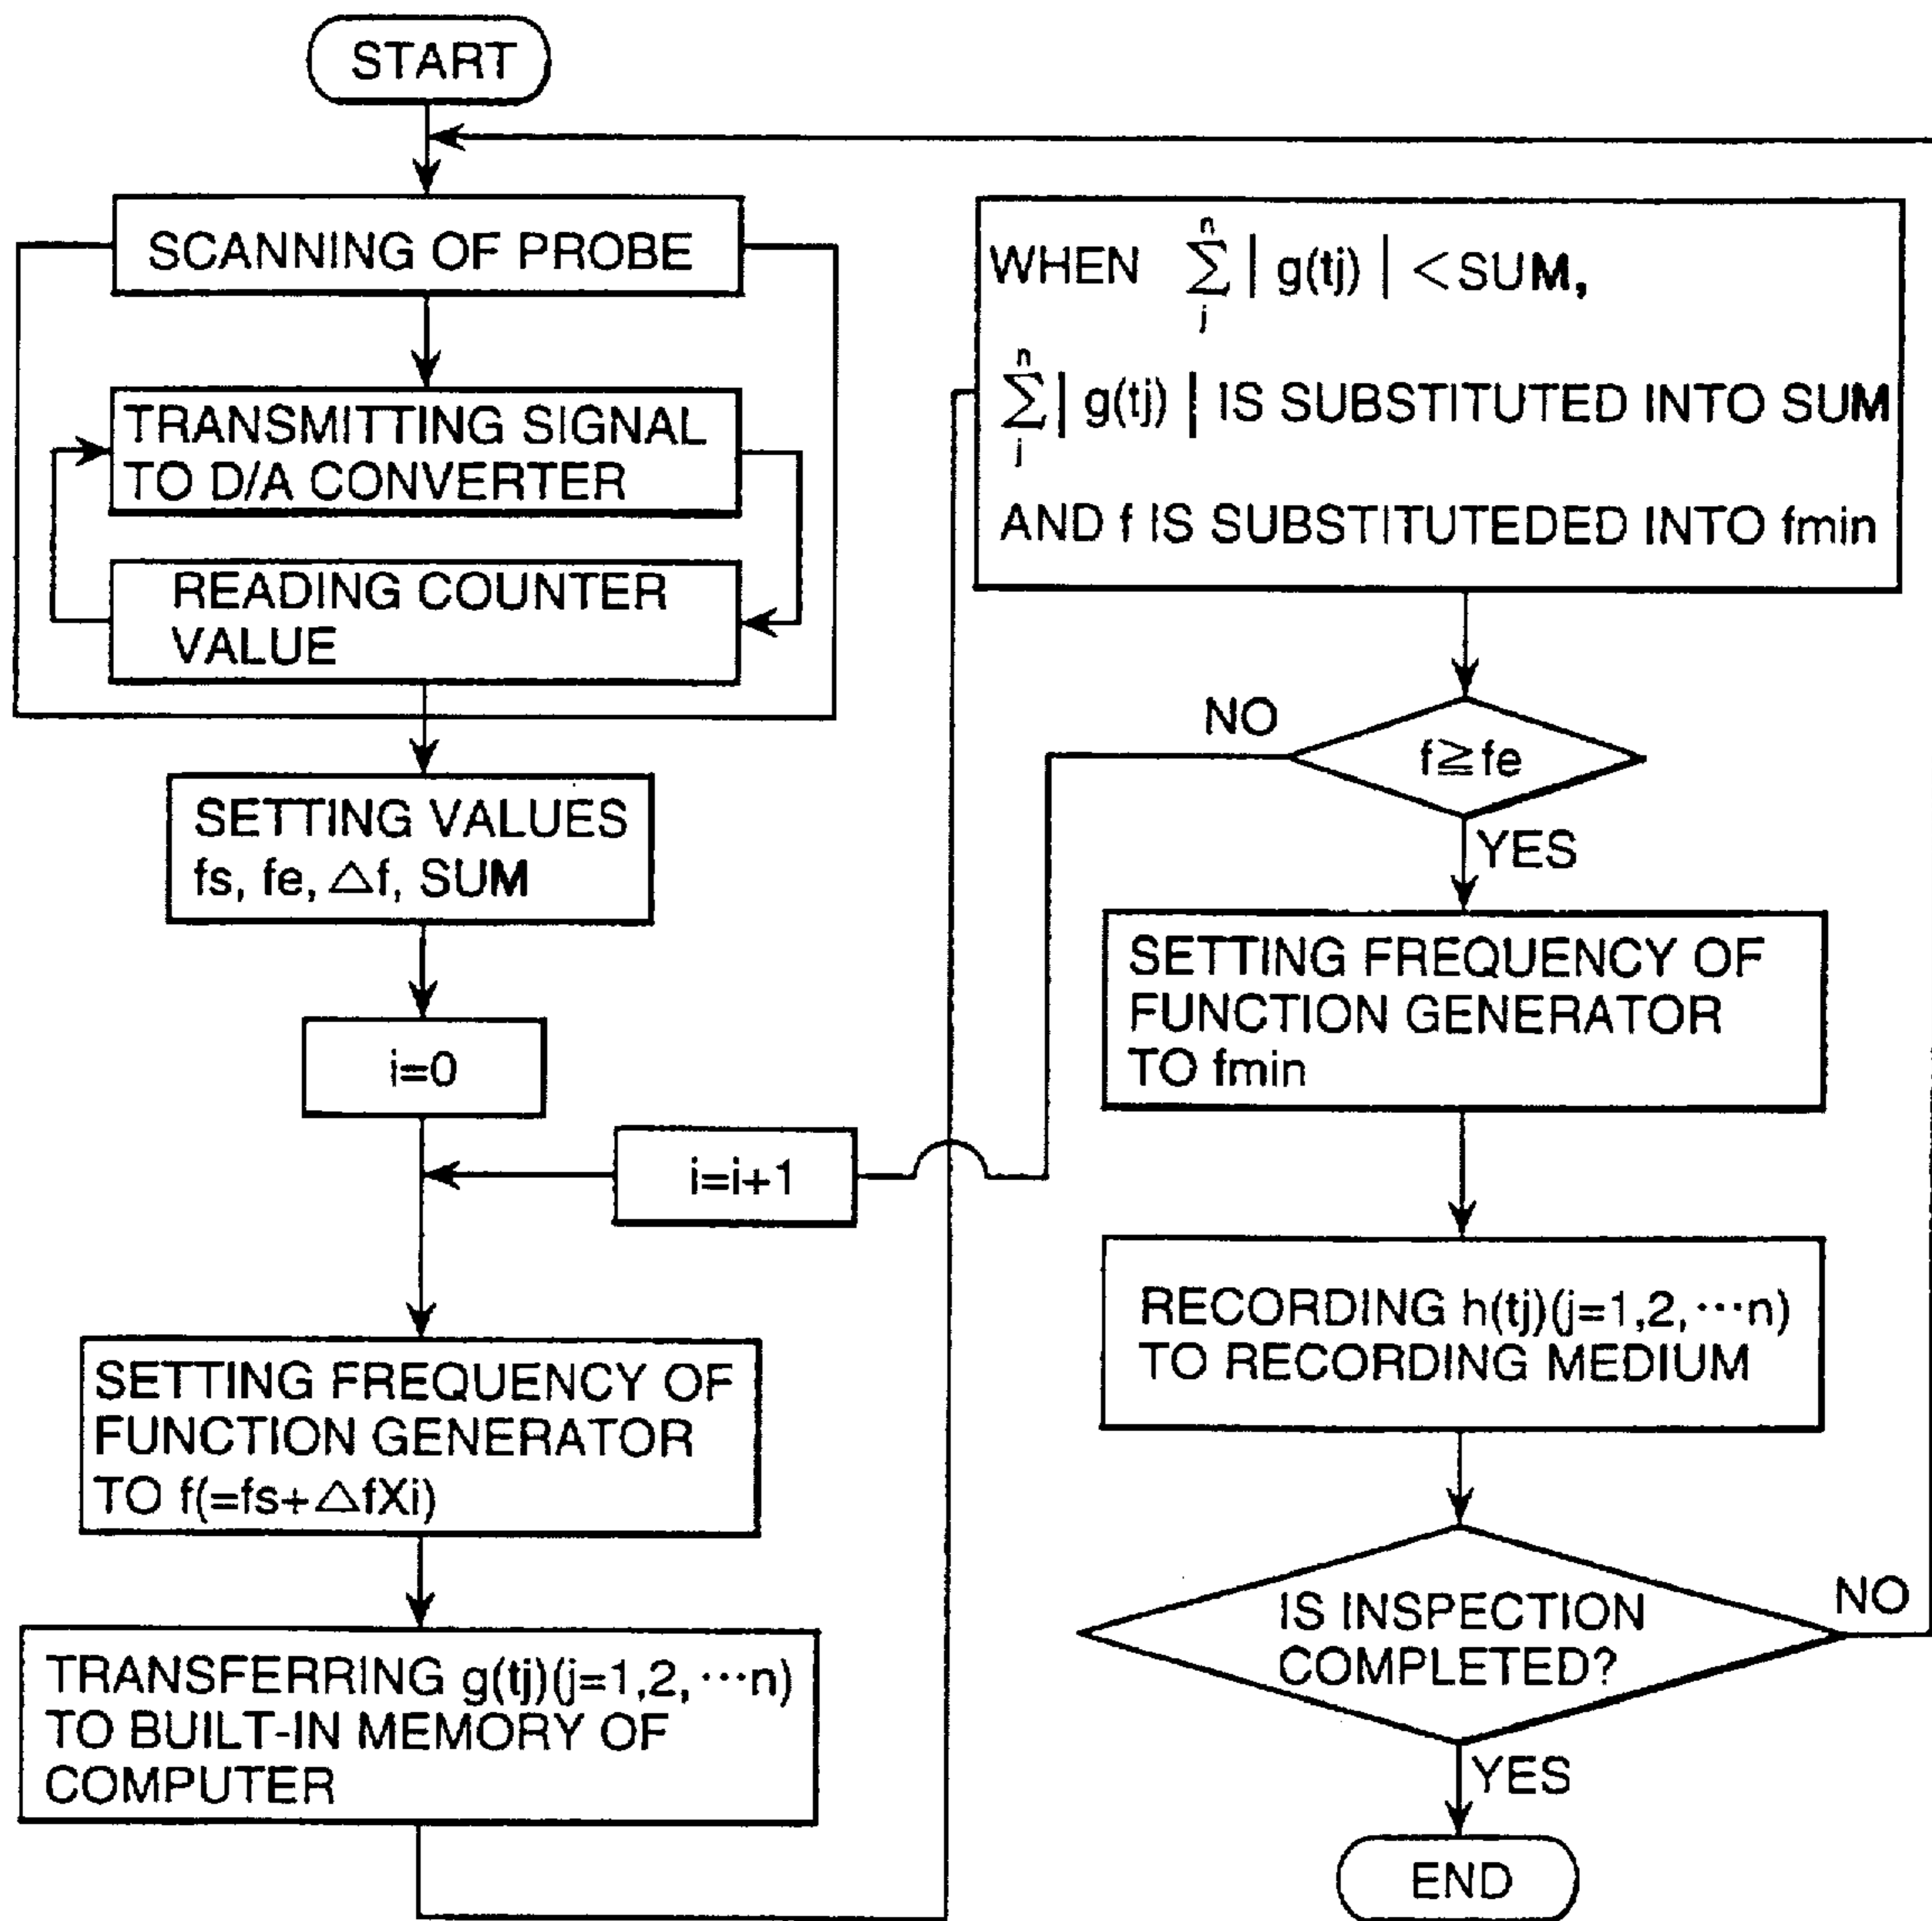 START
SCANNING OF PROBE
TRANSMITTING SIGNAL
TO D/A CONVERTER
READING COUNTER
VALUE
SETTING VALUES
fs, fe, △f, SUM
i=0
i=i+1
SETTING FREQUENCY OF
FUNCTION GENERATOR
TO f(=fs+△fXi)
TRANSFERRING g(tj)(j=1,2,···n)
TO BUILT-IN MEMORY OF
COMPUTER
WHEN n∑j | g(tj) | <SUM,
n∑j | g(tj) | IS SUBSTITUTED INTO SUM
AND f IS SUBSTITUTEDED INTO fmin
NO
f≧fe
YES
SETTING FREQUENCY OF
FUNCTION GENERATOR
TO fmin
RECORDING h(tj)(j=1,2,···n)
TO RECORDING MEDIUM
IS INSPECTION
COMPLETED?
NO
YES
END